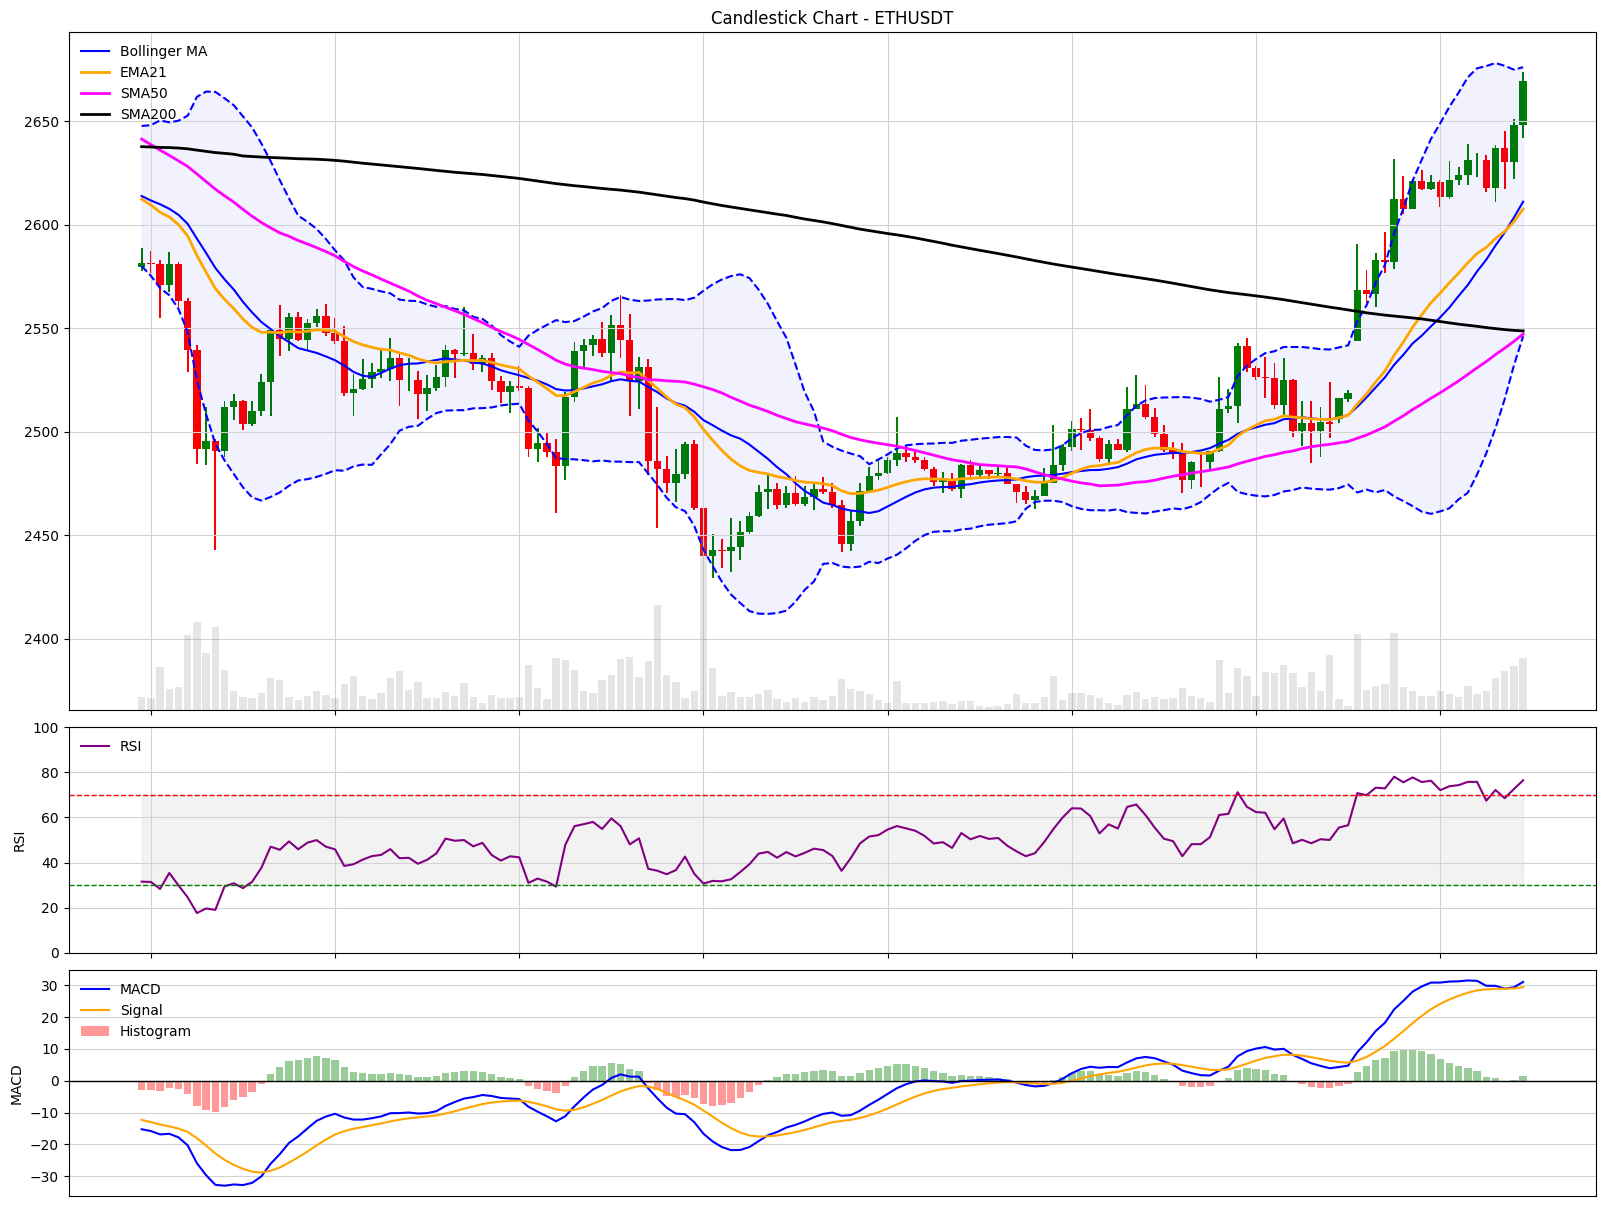 Candlestick Chart - ETHUSDT
Bollinger MA
EMA21
SMA50
SMA200
2650
2600
2550
2500
2450
2400
100
80
60
40
20
0
RSI
RSI
30
20
10
0
−10
−20
−30
MACD
MACD
Signal
Histogram